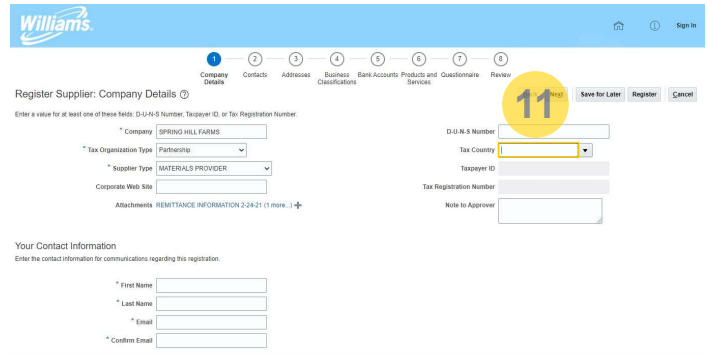 Williams.
Sign In
1 2 3 4 5 6 7 8
Company Details
Contacts
Addresses
Business Classifications
Bank Accounts
Products and Services
Questionnaire
Review
Register Supplier: Company Details
11
Next
Save for Later
Register
Cancel
Enter a value for at least one of these fields: D-U-N-S Number, Taxpayer ID, or Tax Registration Number.
* Company SPRING HILL FARMS
D-U-N-S Number
* Tax Organization Type Partnership
Tax Country
* Supplier Type MATERIALS PROVIDER
Taxpayer ID
Corporate Web Site
Tax Registration Number
Attachments REMITTANCE INFORMATION 2-24-21 (1 more...)
Note to Approver
Your Contact Information
Enter the contact information for communications regarding this registration.
* First Name
* Last Name
* Email
* Confirm Email